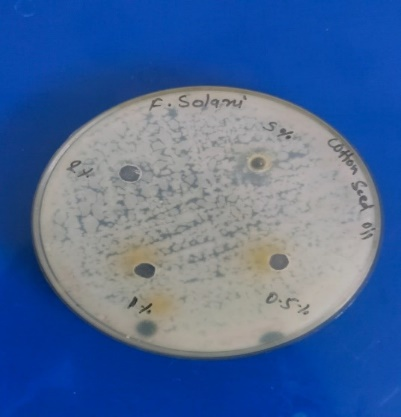 F. Solani
5%
Cotton Seed Oil
2%
1%
0.5%